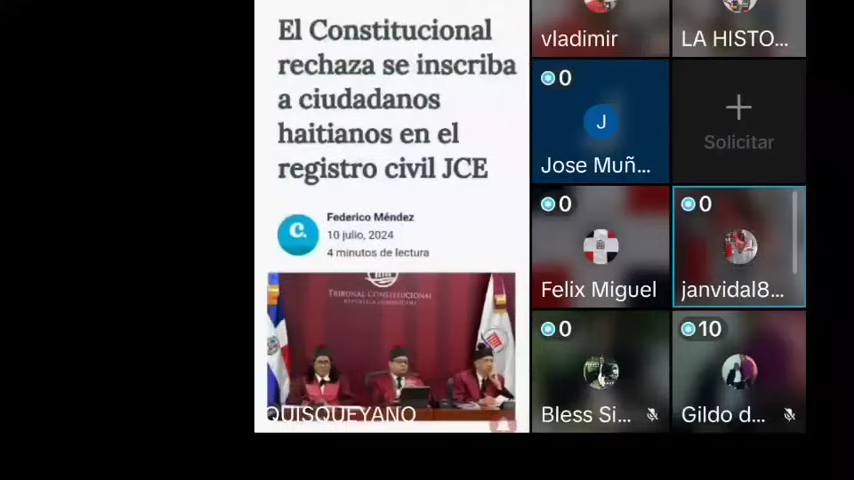 El Constitucional
rechaza se inscriba
a ciudadanos
haitianos en el
registro civil JCE
c.
Federico Méndez
10 julio, 2024
4 minutos de lectura
TRIBUNAL CONSTITUCIONAL
REPÚBLICA DOMINICANA
QUISQUEYANO
vladimir
LA HISTO...
0
J
Jose Muñ...
Solicitar
0
Felix Miguel
0
janvidal8...
0
Bless Si...
10
Gildo d...